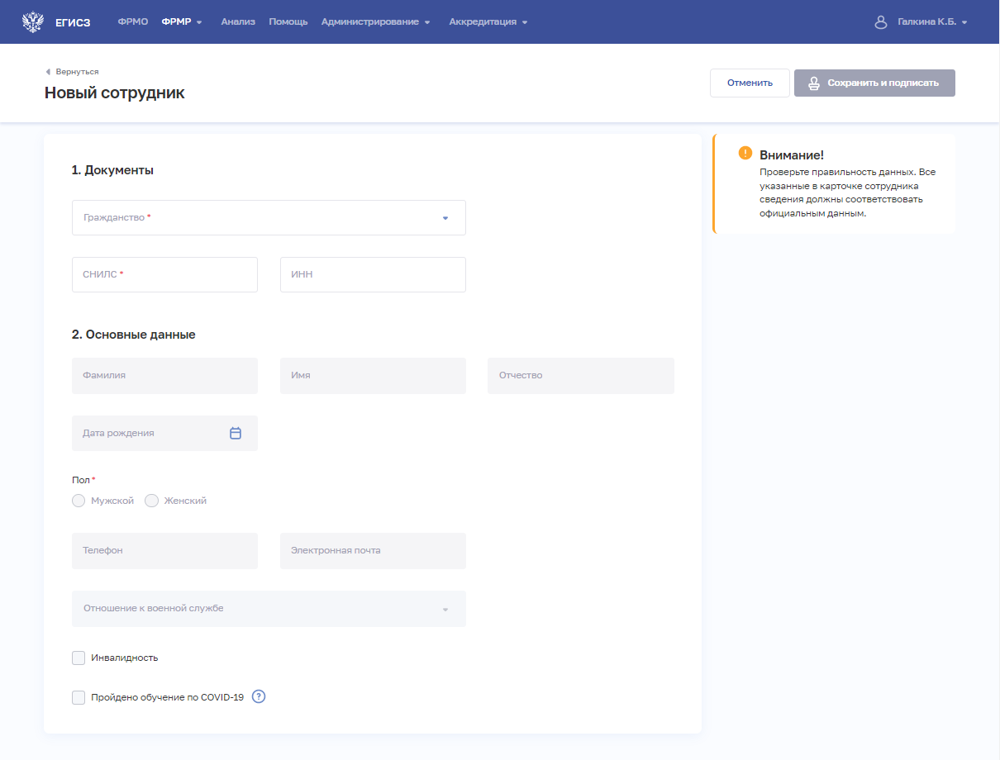 ЕГИСЗ ФРМО ФРМР Анализ Помощь Администрирование Аккредитация Галкина К.Б.
Вернуться
Новый сотрудник
Отменить
Сохранить и подписать
1. Документы
Гражданство *
СНИЛС *
ИНН
2. Основные данные
Фамилия
Имя
Отчество
Дата рождения
Пол *
Мужской
Женский
Телефон
Электронная почта
Отношение к военной службе
Инвалидность
Пройдено обучение по COVID-19 ?
Внимание!
Проверьте правильность данных. Все
указанные в карточке сотрудника
сведения должны соответствовать
официальным данным.